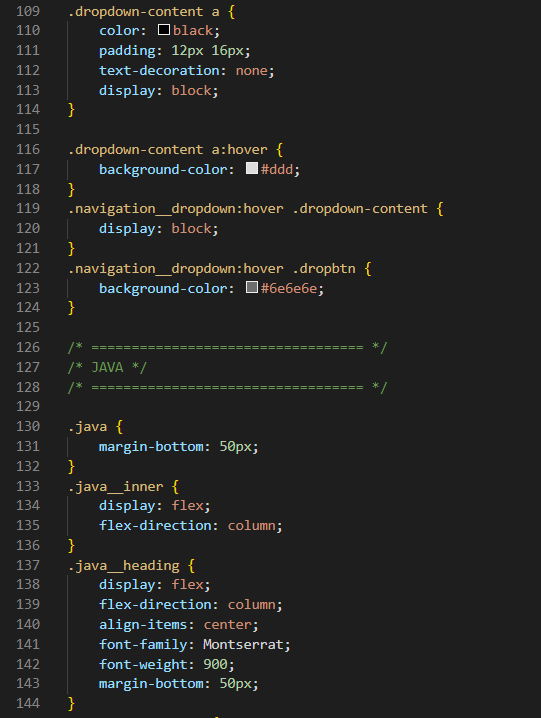 109 .dropdown-content a {
110     color: black;
111     padding: 12px 16px;
112     text-decoration: none;
113     display: block;
114 }
115
116 .dropdown-content a:hover {
117     background-color: #ddd;
118 }
119 .navigation__dropdown:hover .dropdown-content {
120     display: block;
121 }
122 .navigation__dropdown:hover .dropbtn {
123     background-color: #6e6e6e;
124 }
125
126 /* ================================== */
127 /* JAVA */
128 /* ================================== */
129
130 .java {
131     margin-bottom: 50px;
132 }
133 .java__inner {
134     display: flex;
135     flex-direction: column;
136 }
137 .java__heading {
138     display: flex;
139     flex-direction: column;
140     align-items: center;
141     font-family: Montserrat;
142     font-weight: 900;
143     margin-bottom: 50px;
144 }